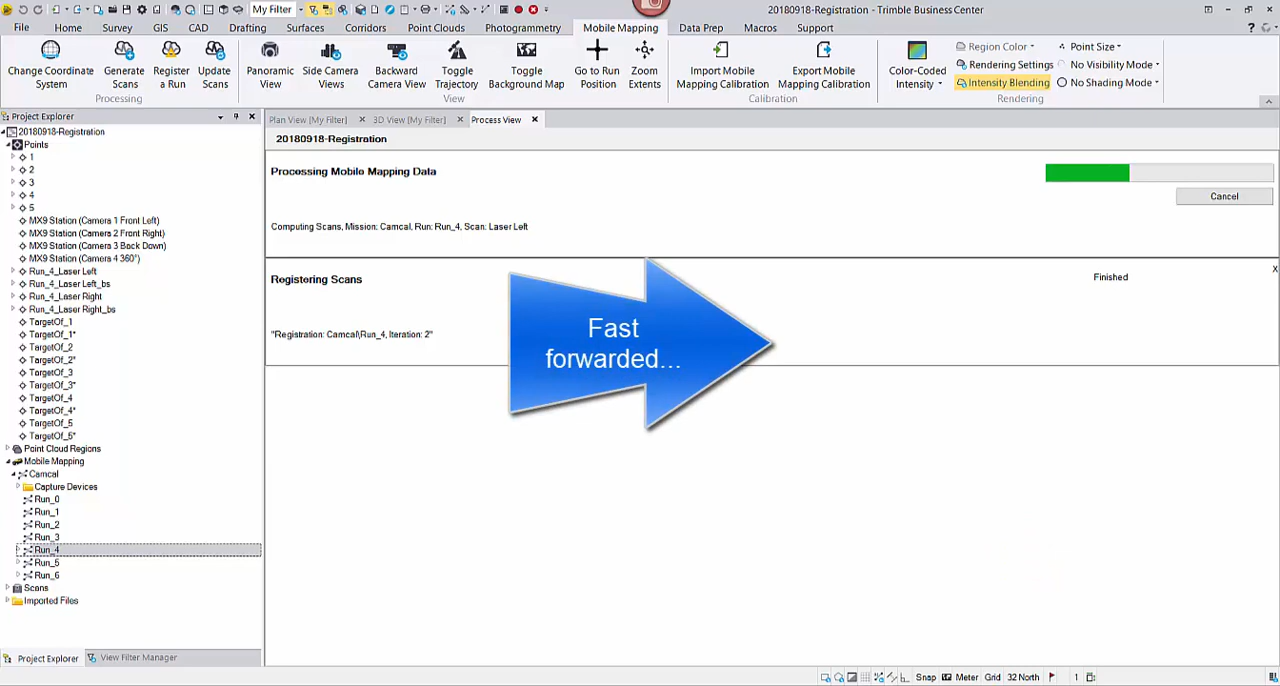 My Filter
20180918-Registration - Trimble Business Center
File Home Survey GIS CAD Drafting Surfaces Corridors Point Clouds Photogrammetry Mobile Mapping Data Prep Macros Support
Change Coordinate System
Generate Scans
Register a Run
Update Scans
Processing
Panoramic View
Side Camera Views
Backward Camera View
Toggle Trajectory
Toggle Background Map
Go to Run Position
Zoom Extents
View
Import Mobile Mapping Calibration
Export Mobile Mapping Calibration
Calibration
Color-Coded Intensity
Region Color
Rendering Settings
Intensity Blending
Point Size
No Visibility Mode
No Shading Mode
Rendering
Project Explorer
20180918-Registration
Points
1
2
3
4
5
MX9 Station (Camera 1 Front Left)
MX9 Station (Camera 2 Front Right)
MX9 Station (Camera 3 Back Down)
MX9 Station (Camera 4 360°)
Run_4_Laser Left
Run_4_Laser Left_bs
Run_4_Laser Right
Run_4_Laser Right_bs
TargetOf_1
TargetOf_1*
TargetOf_2
TargetOf_2*
TargetOf_3
TargetOf_3*
TargetOf_4
TargetOf_4*
TargetOf_5
TargetOf_5*
Point Cloud Regions
Mobile Mapping
Camcal
Capture Devices
Run_0
Run_1
Run_2
Run_3
Run_4
Run_5
Run_6
Scans
Imported Files
Project Explorer View Filter Manager
Plan View [My Filter] 3D View [My Filter] Process View
20180918-Registration
Processing Mobile Mapping Data
Cancel
Computing Scans, Mission: Camcal, Run: Run_4, Scan: Laser Left
Registering Scans
Finished
X
"Registration: Camcal\Run_4, Iteration: 2"
Fast
forwarded...
Snap Meter Grid 32 North 1